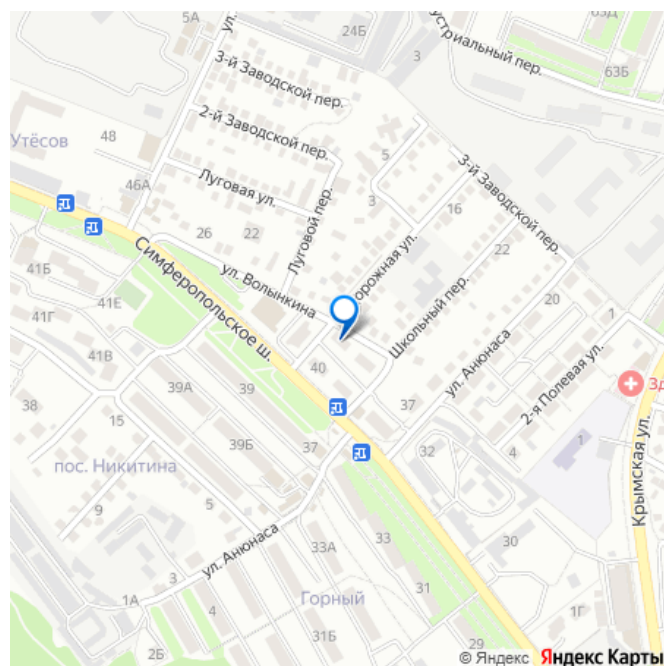 5А
ул.
24Б
63Д
устриальный пер.
63Б
3
3-й Заводской пер.
2-й Заводской пер.
Утёсов
48
5
3-й Заводской пер.
46А
Луговая ул.
3
16
26
22
Луговой пер.
22
ул. Волынкина
орожная ул.
41Б
41Е
Симферопольское ш.
Школьный пер.
20
41Г
1
41В
ул. Анюнаса
2-я Полевая ул.
40
39А
39
Зд
38
15
37
37
39Б
32
1
Крымская ул.
пос. Никитина
4
5
9
ул. Анюнаса
33
30
33А
3
31
1А
Горный
4
1Г
31Б
2Б
29
© Яндекс Яндекс Карты